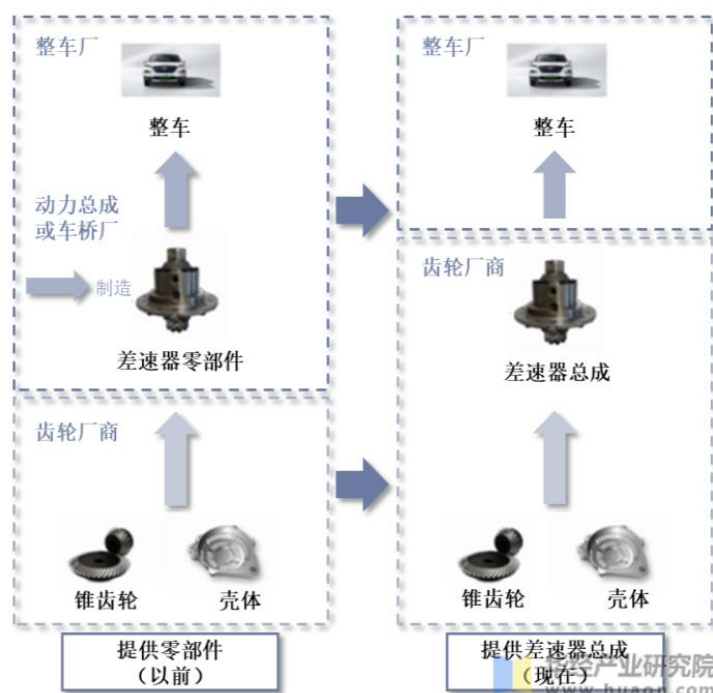 整车厂
整车
动力总成
或车桥厂
制造
差速器零部件
齿轮厂商
锥齿轮
壳体
提供零部件
（以前）
整车厂
整车
齿轮厂商
差速器总成
锥齿轮
壳体
提供差速器总成
（现在）
华经产业研究院
www.huaon.com